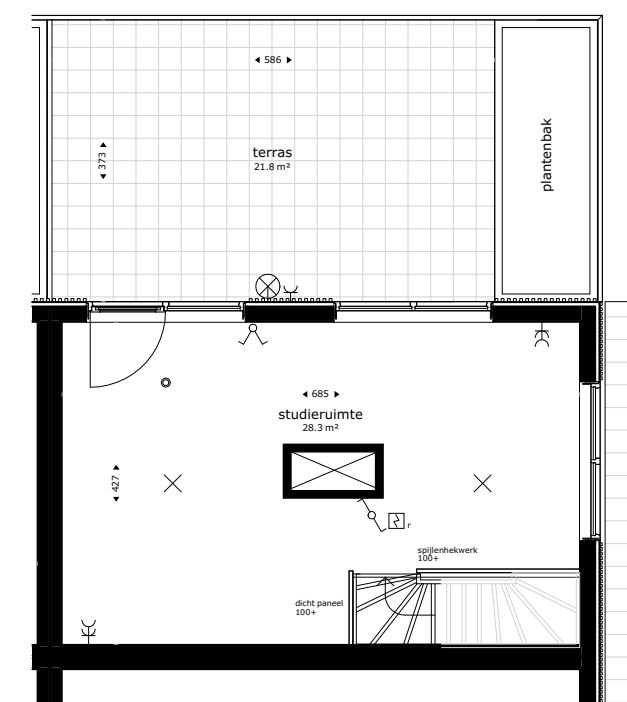 586
373
terras
21.8 m²
plantenbak
685
studieruimte
28.3 m²
427
r
spijlenhekwerk
100+
dicht paneel
100+